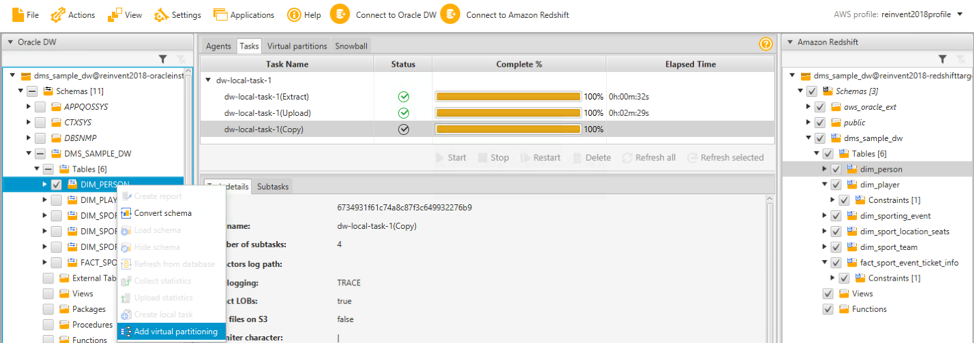 File Actions View Settings Applications Help Connect to Oracle DW Connect to Amazon Redshift AWS profile: reinvent2018profile
Oracle DW
dms_sample_dw@reinvent2018-oracleinst
Schemas [11]
APPQOSSYS
CTXSYS
DBSNMP
DMS_SAMPLE_DW
Tables [6]
DIM_PERSON
DIM_PLAY
DIM_SPO
DIM_SPO
DIM_SPO
FACT_SPO
External Tab
Views
Packages
Procedures
Functions
Create report
Convert schema
Load schema
Hide schema
Refresh from database
Collect statistics
Upload statistics
Create local task
Add virtual partitioning
Agents Tasks Virtual partitions Snowball
Task Name Status Complete % Elapsed Time
dw-local-task-1
dw-local-task-1(Extract) 100% 0h:00m:32s
dw-local-task-1(Upload) 100% 0h:02m:29s
dw-local-task-1(Copy) 100%
Start Stop Restart Delete Refresh all Refresh selected
details Subtasks
6734931f61c74a8c87f3c649932276b9
name: dw-local-task-1(Copy)
ber of subtasks: 4
actors log path:
logging: TRACE
act LOBs: true
files on S3 false
miter character: |
Amazon Redshift
dms_sample_dw@reinvent2018-redshifttarge
Schemas [3]
aws_oracle_ext
public
dms_sample_dw
Tables [6]
dim_person
dim_player
Constraints [1]
dim_sporting_event
dim_sport_location_seats
dim_sport_team
fact_sport_event_ticket_info
Constraints [1]
Views
Functions